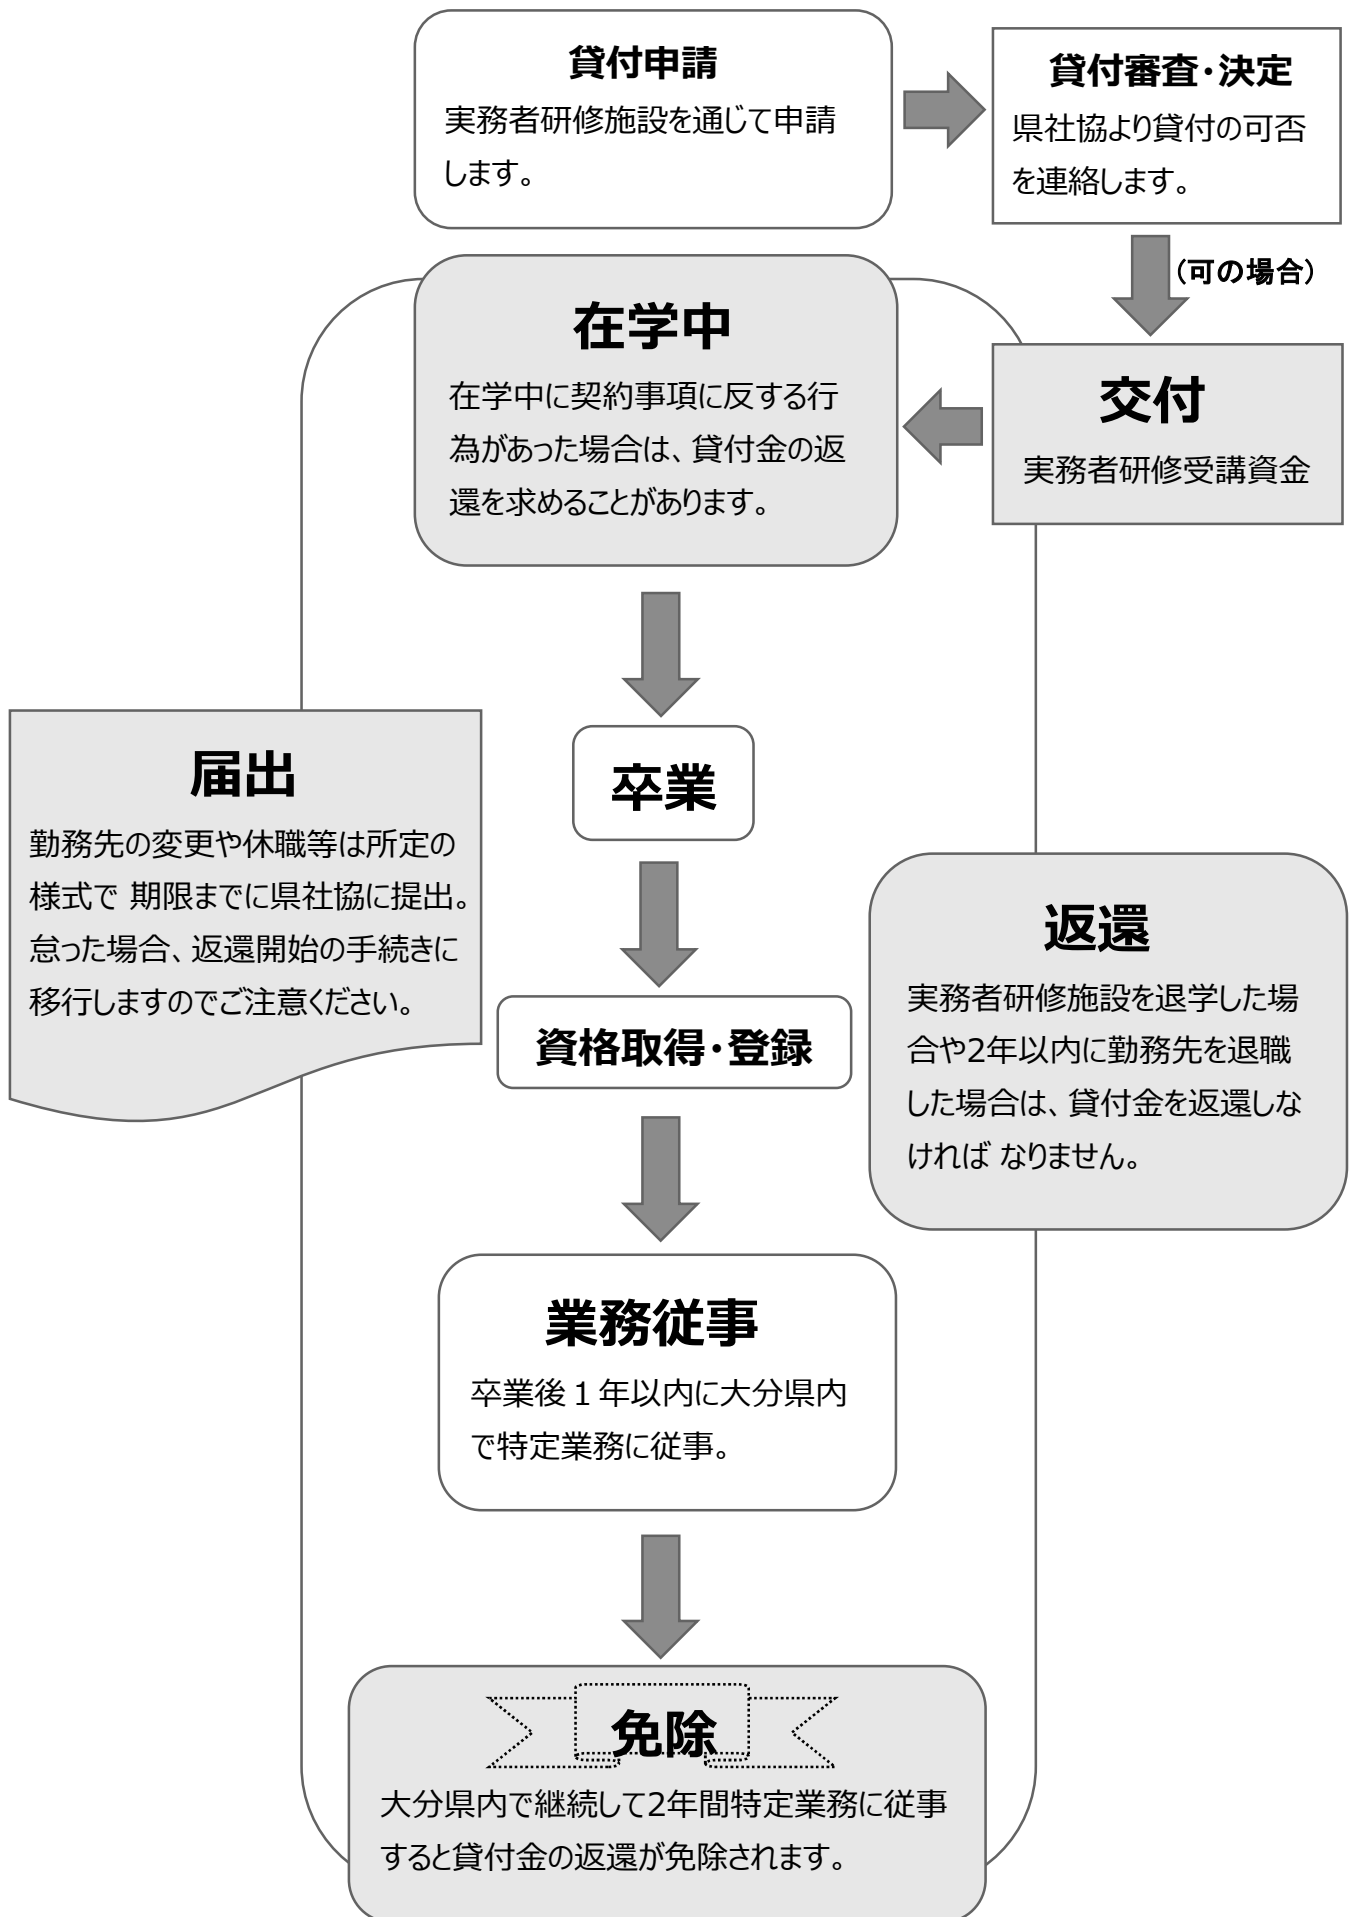 貸付申請
実務者研修施設を通じて申請
します。
貸付審査・決定
県社協より貸付の可否
を連絡します。
（可の場合）
交付
実務者研修受講資金
在学中
在学中に契約事項に反する行
為があった場合は、貸付金の返
還を求めることがあります。
卒業
届出
勤務先の変更や休職等は所定の
様式で 期限までに県社協に提出。
怠った場合、返還開始の手続きに
移行しますのでご注意ください。
返還
実務者研修施設を退学した場
合や2年以内に勤務先を退職
した場合は、貸付金を返還しな
ければ なりません。
資格取得・登録
業務従事
卒業後１年以内に大分県内
で特定業務に従事。
免除
大分県内で継続して2年間特定業務に従事
すると貸付金の返還が免除されます。